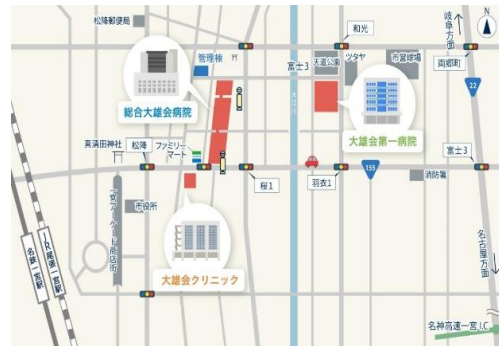 松降郵便局
和光
岐阜方面
N
管理棟
富士3
天道公園
ツタヤ
市営球場
両郷町
22
総合大雄会病院
大雄会第一病院
真清田神社
松降
ファミリー
マート
富士3
155
桜1
羽衣1
消防署
市役所
一宮アーケード商店街
大雄会クリニック
名古屋方面
JR尾張一宮駅
名鉄一宮駅
名神高速一宮I.C.